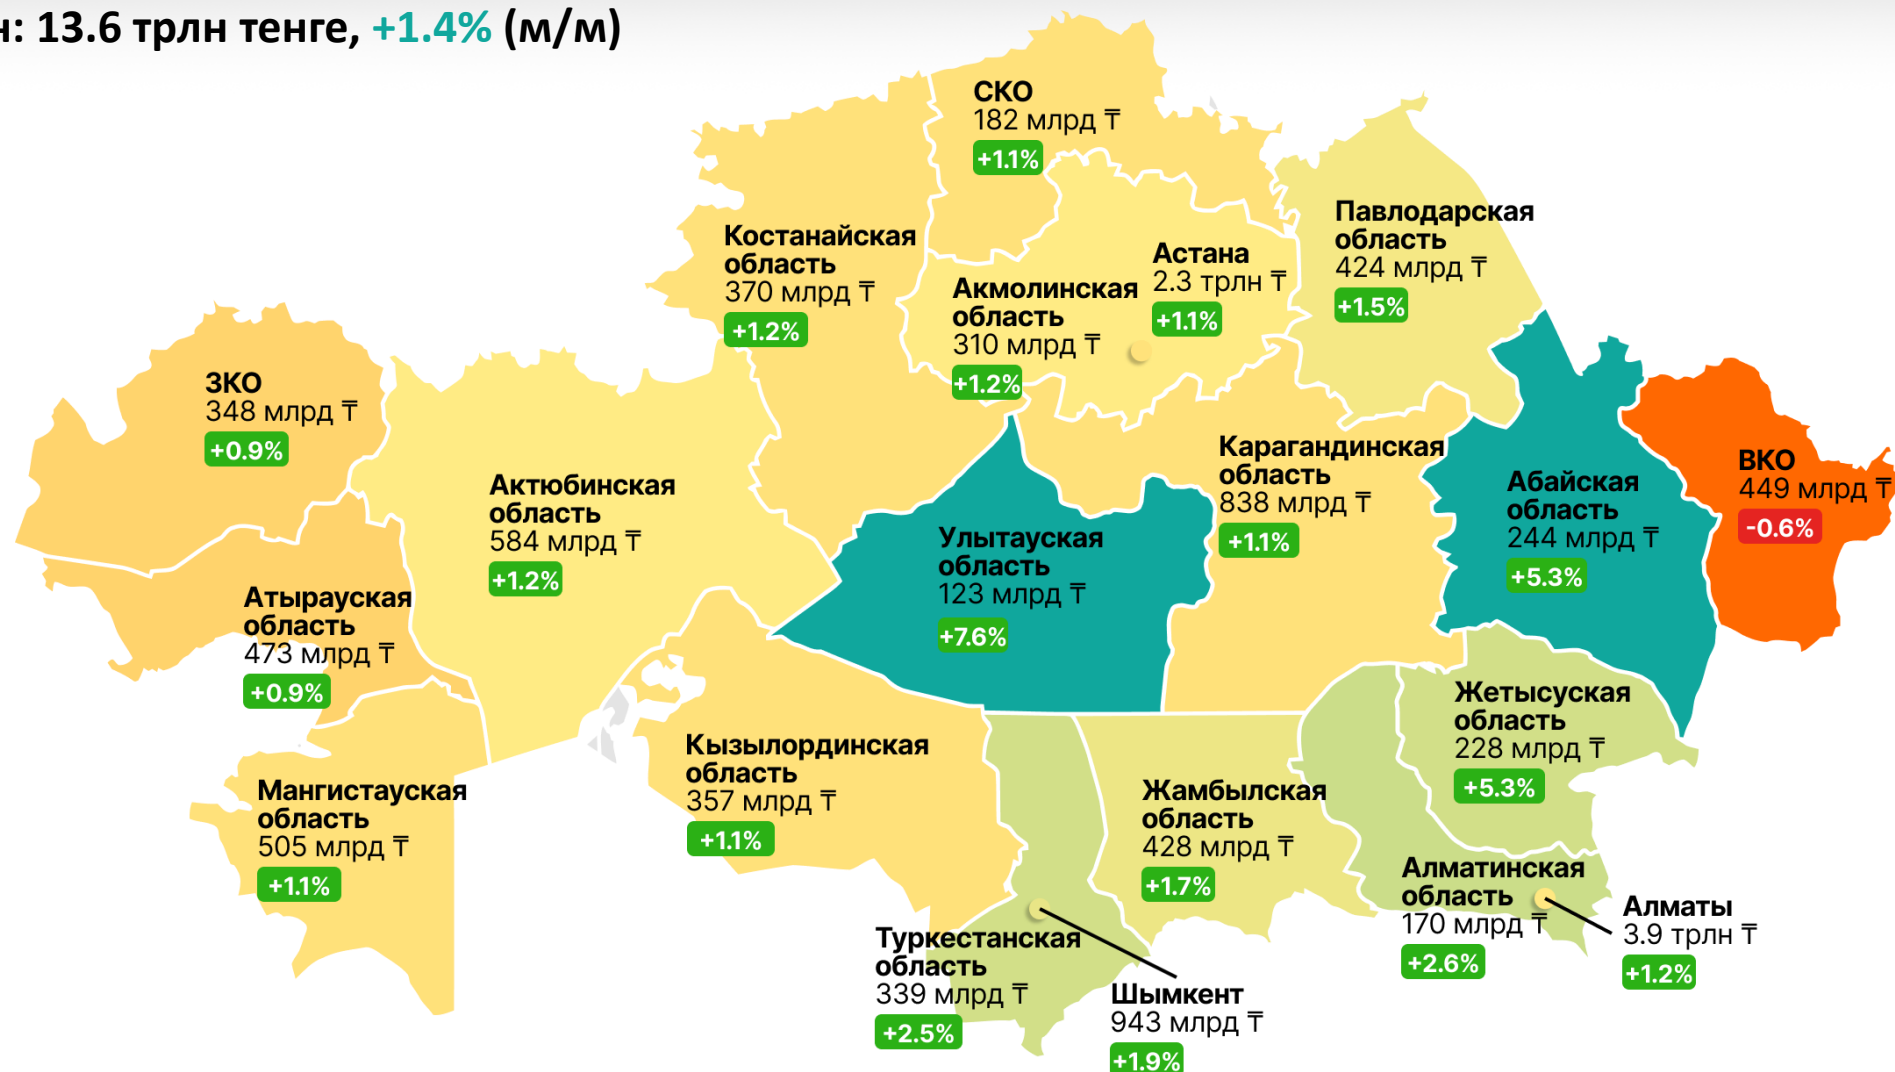 н: 13.6 трлн тенге, +1.4% (м/м)
СКО
182 млрд ₸
+1.1%
Костанайская
область
370 млрд ₸
+1.2%
Акмолинская
область
310 млрд ₸
+1.2%
Астана
2.3 трлн ₸
+1.1%
Павлодарская
область
424 млрд ₸
+1.5%
ЗКО
348 млрд ₸
+0.9%
Актюбинская
область
584 млрд ₸
+1.2%
Улытауская
область
123 млрд ₸
+7.6%
Карагандинская
область
838 млрд ₸
+1.1%
Абайская
область
244 млрд ₸
+5.3%
ВКО
449 млрд ₸
-0.6%
Атырауская
область
473 млрд ₸
+0.9%
Мангистауская
область
505 млрд ₸
+1.1%
Кызылординская
область
357 млрд ₸
+1.1%
Жамбылская
область
428 млрд ₸
+1.7%
Жетысуская
область
228 млрд ₸
+5.3%
Алматинская
область
170 млрд ₸
+2.6%
Алматы
3.9 трлн ₸
+1.2%
Туркестанская
область
339 млрд ₸
+2.5%
Шымкент
943 млрд ₸
+1.9%